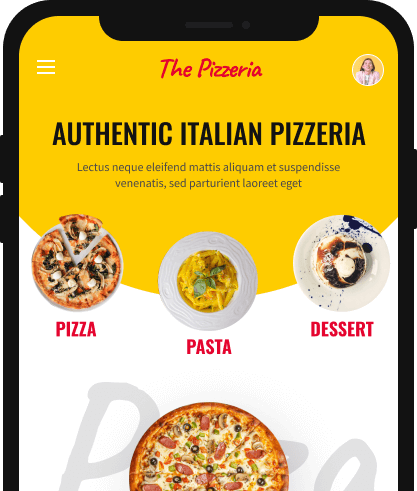 The Pizzeria
AUTHENTIC ITALIAN PIZZERIA
Lectus neque eleifend mattis aliquam et suspendisse
venenatis, sed parturient laoreet eget
PIZZA
PASTA
DESSERT
Pizza